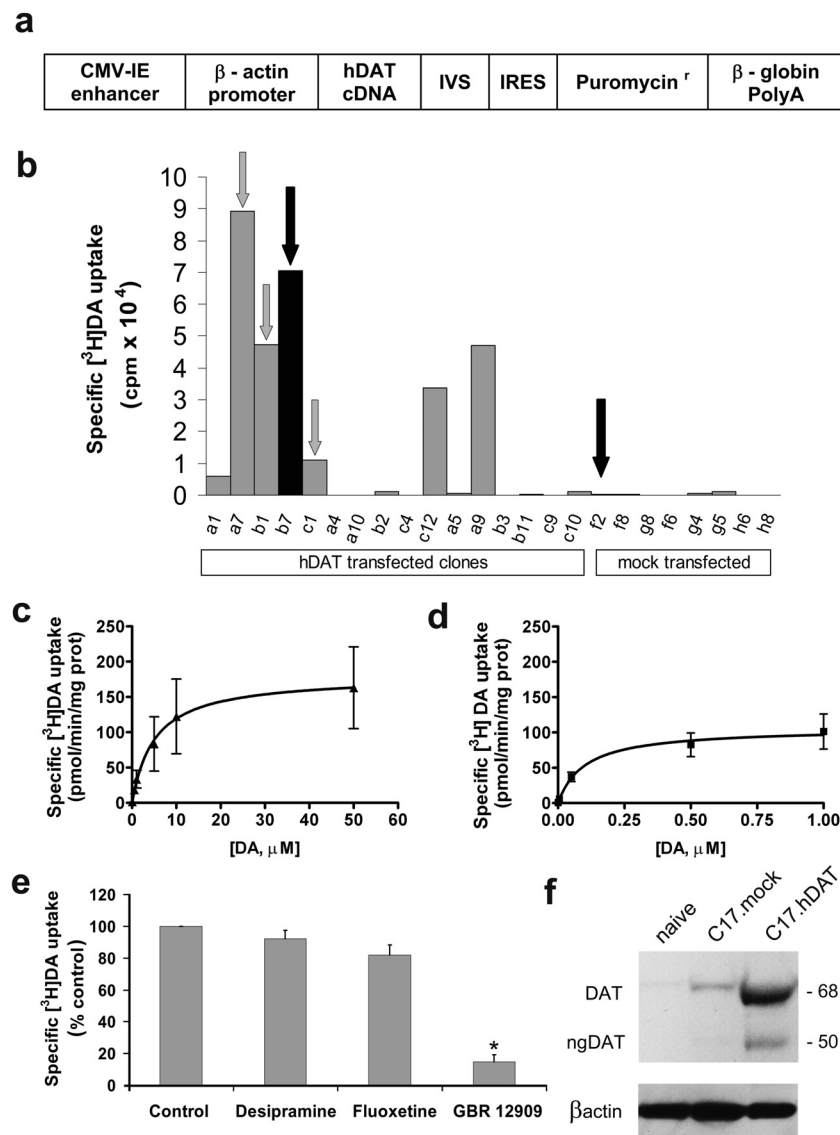 a
CMV-IE enhancer
β - actin promoter
hDAT cDNA
IVS
IRES
Puromycin r
β - globin PolyA
b
Specific [³H]DA uptake
(cpm x 10⁴)
10
9
8
7
6
5
4
3
2
1
0
a1 a7 b1 b7 c1 a4 a10 b2 c4 c12 a5 a9 b3 b11 c9 c10 f2 f8 g8 f6 g4 g5 h6 h8
hDAT transfected clones
mock transfected
c
Specific [³H]DA uptake
(pmol/min/mg prot)
250
200
150
100
50
0
0 10 20 30 40 50 60
[DA, μM]
d
Specific [³H] DA uptake
(pmol/min/mg prot)
250
200
150
100
50
0
0.00 0.25 0.50 0.75 1.00
[DA, μM]
e
Specific [³H]DA uptake
(% control)
120
100
80
60
40
20
0
*
Control Desipramine Fluoxetine GBR 12909
f
naive C17.mock C17.hDAT
DAT - 68
ngDAT - 50
βactin